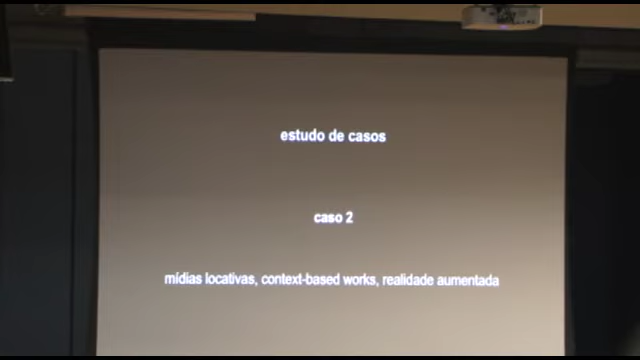 estudo de casos
caso 2
mídias locativas, context-based works, realidade aumentada